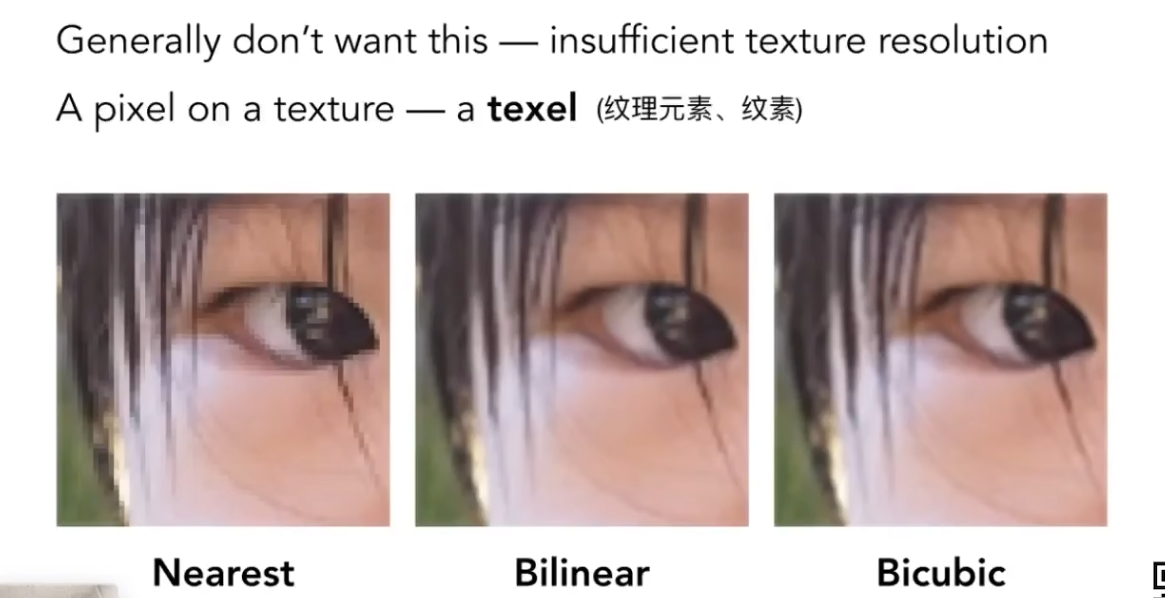 Generally don’t want this — insufficient texture resolution
A pixel on a texture — a texel (纹理元素、纹素)
Nearest
Bilinear
Bicubic